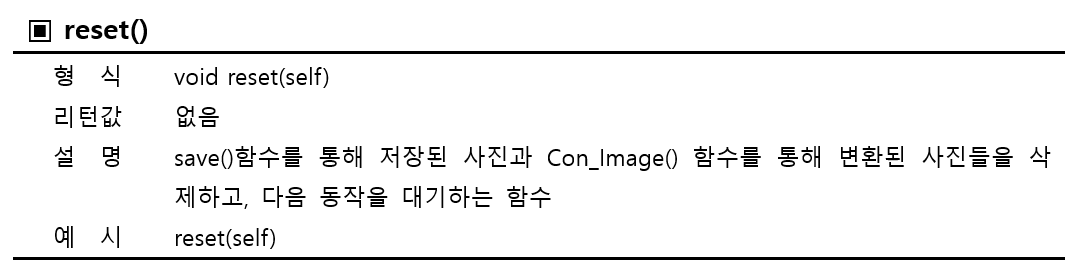 ▣ reset()
형 식 void reset(self)
리턴값 없음
설 명 save()함수를 통해 저장된 사진과 Con_Image() 함수를 통해 변환된 사진들을 삭
제하고, 다음 동작을 대기하는 함수
예 시 reset(self)